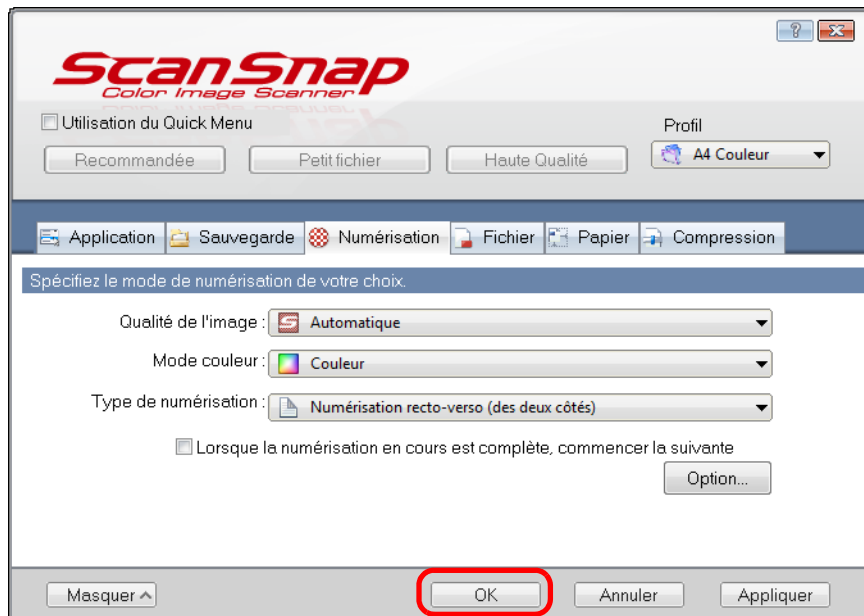 ScanSnap
Color Image Scanner
Utilisation du Quick Menu
Profil
Recommandée Petit fichier Haute Qualité A4 Couleur
Application Sauvegarde Numérisation Fichier Papier Compression
Spécifiez le mode de numérisation de votre choix.
Qualité de l'image : Automatique
Mode couleur : Couleur
Type de numérisation : Numérisation recto-verso (des deux côtés)
Lorsque la numérisation en cours est complète, commencer la suivante
Option...
Masquer OK Annuler Appliquer